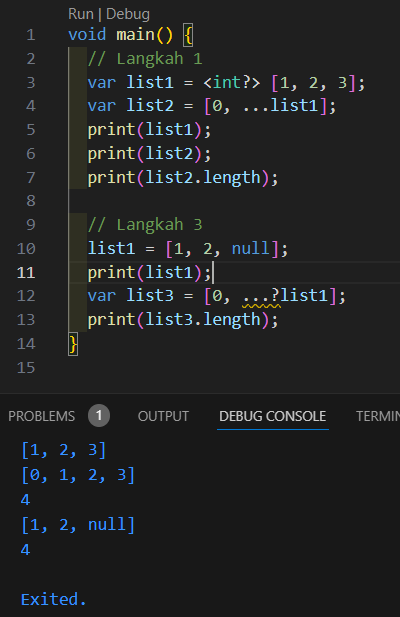 Run | Debug
1 void main() {
2 // Langkah 1
3 var list1 = <int?> [1, 2, 3];
4 var list2 = [0, ...list1];
5 print(list1);
6 print(list2);
7 print(list2.length);
8
9 // Langkah 3
10 list1 = [1, 2, null];
11 print(list1);
12 var list3 = [0, ...?list1];
13 print(list3.length);
14 }
15
PROBLEMS 1 OUTPUT DEBUG CONSOLE TERMIN
[1, 2, 3]
[0, 1, 2, 3]
4
[1, 2, null]
4
Exited.